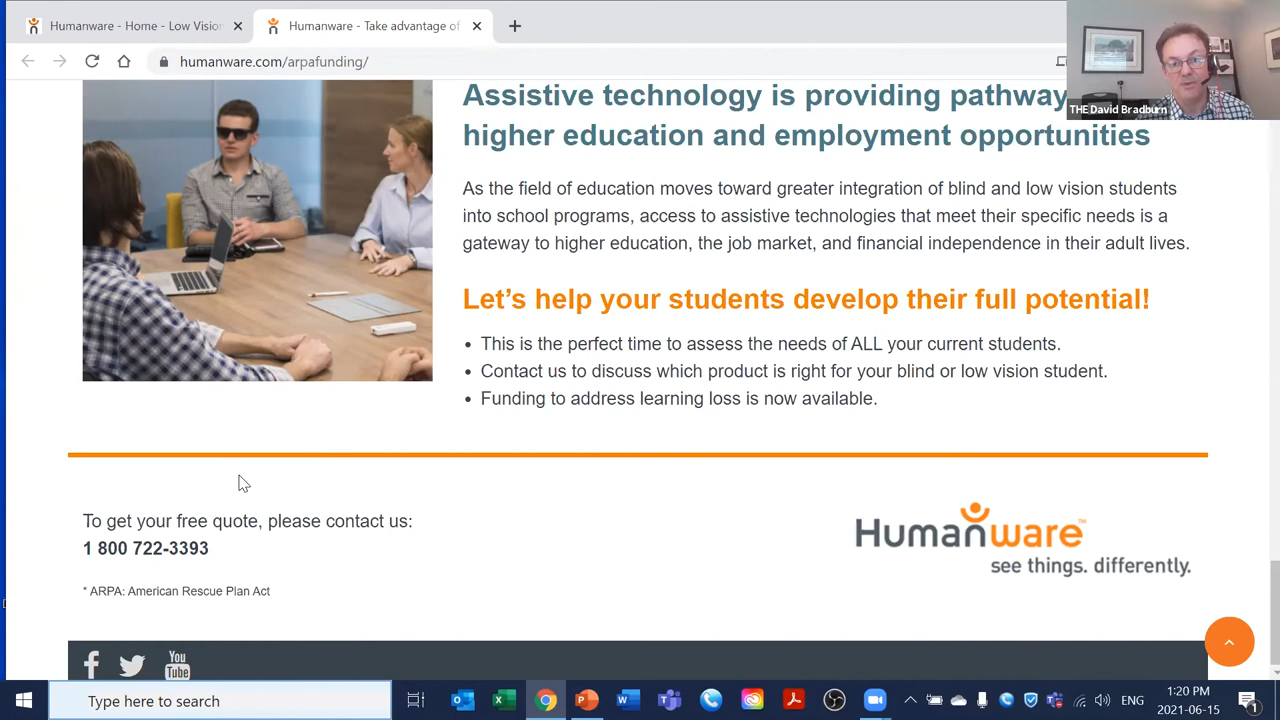 Humanware - Home - Low Vision
Humanware - Take advantage of
humanware.com/arpafunding/
THE David Bradburn
Assistive technology is providing pathway
higher education and employment opportunities
As the field of education moves toward greater integration of blind and low vision students
into school programs, access to assistive technologies that meet their specific needs is a
gateway to higher education, the job market, and financial independence in their adult lives.
Let's help your students develop their full potential!
• This is the perfect time to assess the needs of ALL your current students.
• Contact us to discuss which product is right for your blind or low vision student.
• Funding to address learning loss is now available.
To get your free quote, please contact us:
1 800 722-3393
* ARPA: American Rescue Plan Act
Humanware™
see things. differently.
You
Tube
Type here to search
ENG
1:20 PM
2021-06-15
1